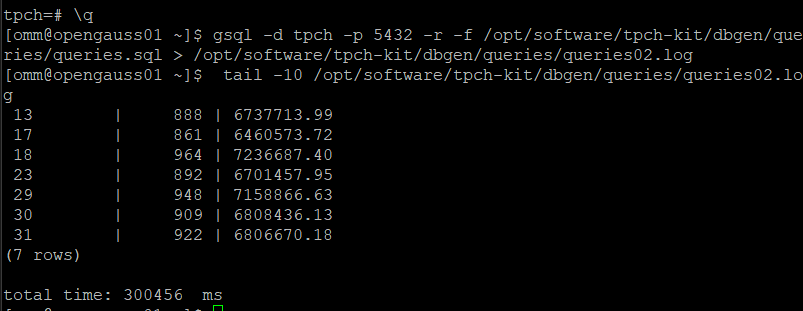 tpch=# \q
[omm@opengauss01 ~]$ gsql -d tpch -p 5432 -r -f /opt/software/tpch-kit/dbgen/que
ries/queries.sql > /opt/software/tpch-kit/dbgen/queries/queries02.log
[omm@opengauss01 ~]$  tail -10 /opt/software/tpch-kit/dbgen/queries/queries02.lo
g
 13         |     888 | 6737713.99
 17         |     861 | 6460573.72
 18         |     964 | 7236687.40
 23         |     892 | 6701457.95
 29         |     948 | 7158866.63
 30         |     909 | 6808436.13
 31         |     922 | 6806670.18
(7 rows)

total time: 300456  ms
[omm@opengauss01 ~]$